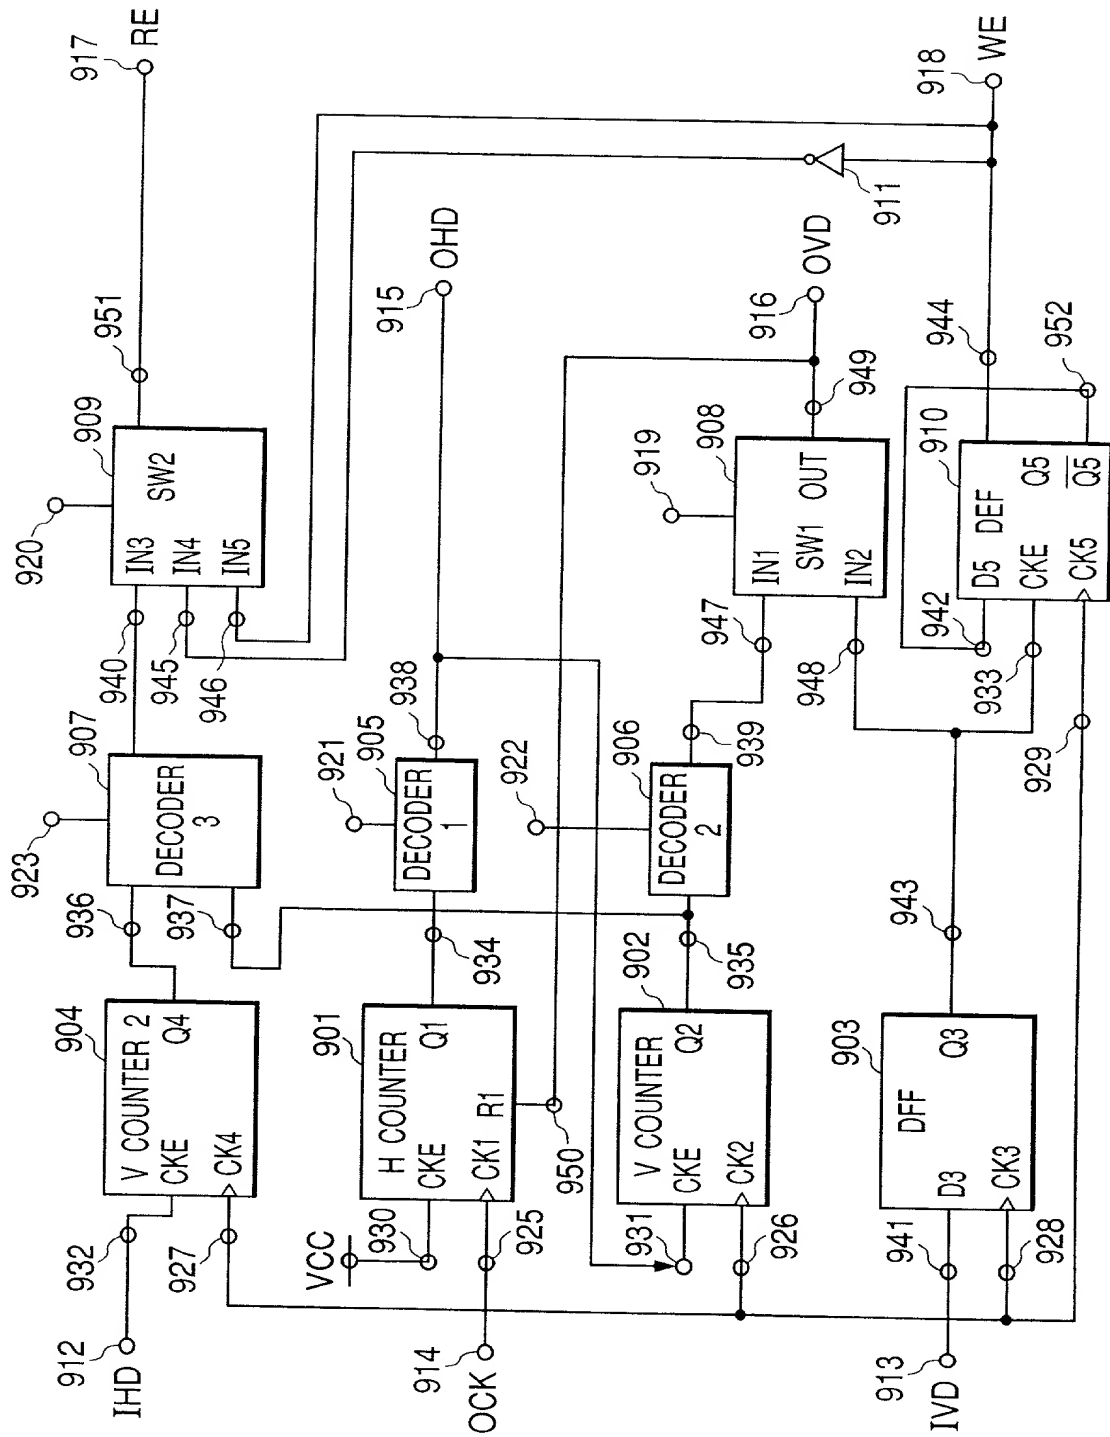 912
IHD
932
927
904
V COUNTER 2
CKE
CK4
Q4
936
937
923
907
DECODER
3
940
945
946
920
909
IN3
IN4
IN5
SW2
951
917
RE
VCC
930
914
OCK
925
901
H COUNTER
CKE
CK1
Q1
R1
950
934
921
905
DECODER
1
938
915
OHD
931
926
902
V COUNTER
CKE
CK2
Q2
935
922
906
DECODER
2
939
947
948
919
908
IN1
IN2
SW1
OUT
949
916
OVD
911
913
IVD
941
928
903
DFF
D3
CK3
Q3
943
942
933
929
910
DEF
D5
CKE
CK5
Q5
Q5
944
952
918
WE